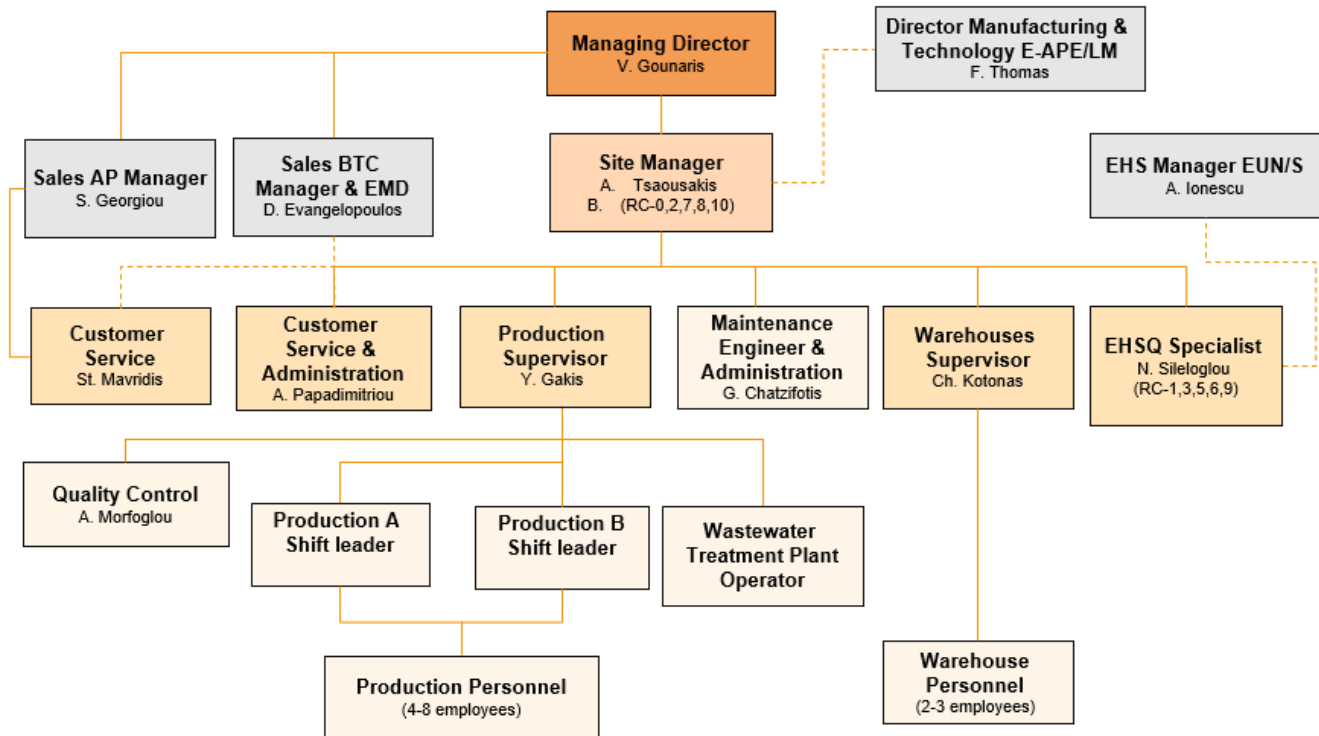 Managing Director
V. Gounaris
Director Manufacturing &
Technology E-APE/LM
F. Thomas
Sales AP Manager
S. Georgiou
Sales BTC
Manager & EMD
D. Evangelopoulos
Site Manager
A. Tsaousakis
B. (RC-0,2,7,8,10)
EHS Manager EUN/S
A. Ionescu
Customer
Service
St. Mavridis
Customer
Service &
Administration
A. Papadimitriou
Production
Supervisor
Y. Gakis
Maintenance
Engineer &
Administration
G. Chatzifotis
Warehouses
Supervisor
Ch. Kotonas
EHSQ Specialist
N. Sileloglou
(RC-1,3,5,6,9)
Quality Control
A. Morfoglou
Production A
Shift leader
Production B
Shift leader
Wastewater
Treatment Plant
Operator
Production Personnel
(4-8 employees)
Warehouse
Personnel
(2-3 employees)